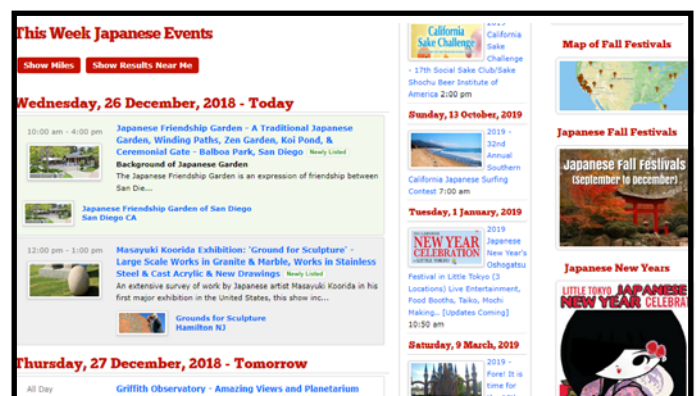 This Week Japanese Events
Show Miles
Show Results Near Me
Wednesday, 26 December, 2018 - Today
10:00 am - 4:00 pm
Japanese Friendship Garden - A Traditional Japanese
Garden, Winding Paths, Zen Garden, Koi Pond, &
Ceremonial Gate - Balboa Park, San Diego Newly Listed
Background of Japanese Garden
The Japanese Friendship Garden is an expression of friendship between
San Die...
Japanese Friendship Garden of San Diego
San Diego CA
12:00 pm - 1:00 pm
Masayuki Koorida Exhibition: 'Ground for Sculpture' -
Large Scale Works in Granite & Marble, Works in Stainless
Steel & Cast Acrylic & New Drawings Newly Listed
An extensive survey of work by Japanese artist Masayuki Koorida in his
first major exhibition in the United States, this show inc...
Grounds for Sculpture
Hamilton NJ
Thursday, 27 December, 2018 - Tomorrow
All Day
Griffith Observatory - Amazing Views and Planetarium
California
Sake Challenge
2019
California
Sake
Challenge
- 17th Social Sake Club/Sake
Shochu Beer Institute of
America 2:00 pm
Sunday, 13 October, 2019
2019 -
32nd
Annual
Southern
California Japanese Surfing
Contest 7:00 am
Tuesday, 1 January, 2019
NEW YEAR
CELEBRATION
LITTLE TOKYO
2019
Japanese
New Year's
Oshogatsu
Festival in Little Tokyo (3
Locations) Live Entertainment,
Food Booths, Taiko, Mochi
Making.. [Updates Coming]
10:50 am
Saturday, 9 March, 2019
2019 -
Fore! It is
time for
Map of Fall Festivals
Japanese Fall Festivals
Japanese Fall Festivals
(September to December)
Japanese New Years
LITTLE TOKYO JAPANESE
NEW YEAR CELEBRA